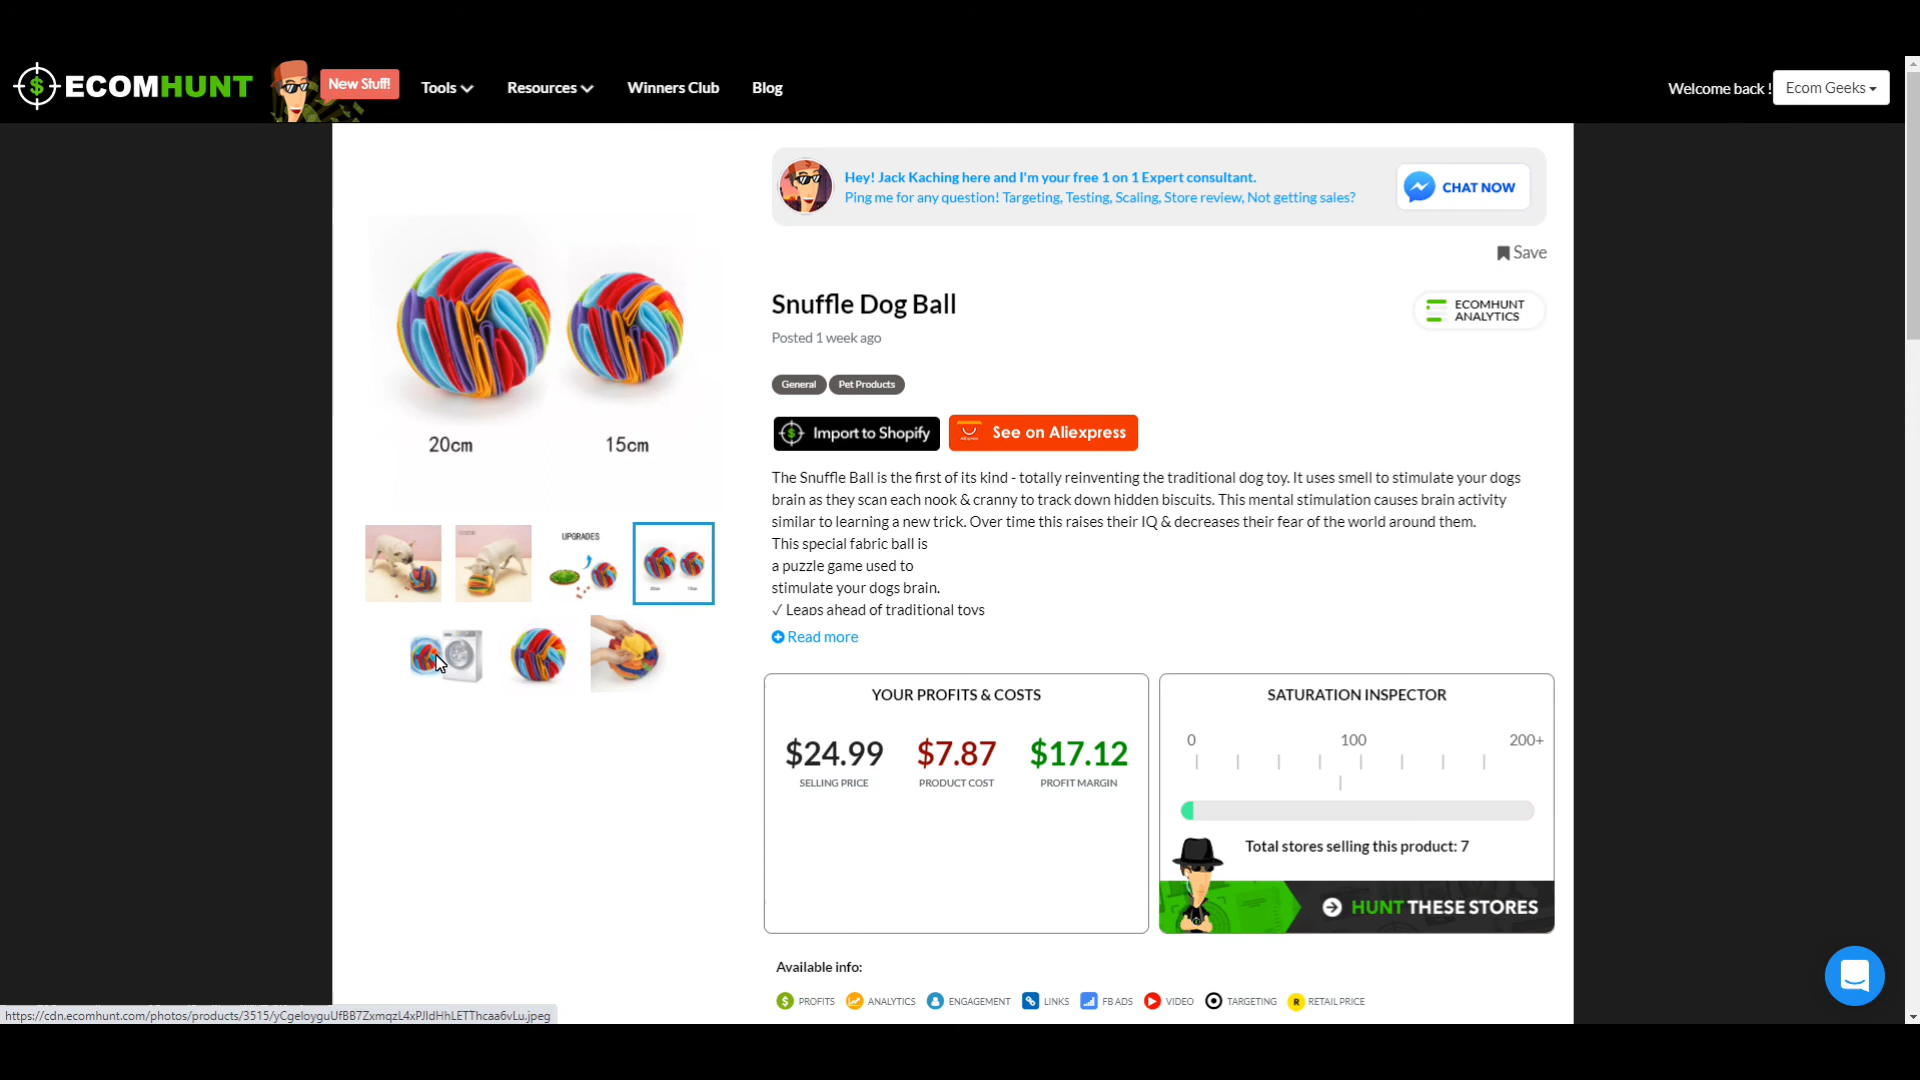 ECOMHUNT
New Stuff!
Tools
Resources
Winners Club
Blog
Welcome back !
Ecom Geeks
Hey! Jack Kaching here and I'm your free 1 on 1 Expert consultant.
Ping me for any question! Targeting, Testing, Scaling, Store review, Not getting sales?
CHAT NOW
Save
Snuffle Dog Ball
ECOMHUNT
ANALYTICS
Posted 1 week ago
General
Pet Products
Import to Shopify
See on Aliexpress
20cm
15cm
The Snuffle Ball is the first of its kind - totally reinventing the traditional dog toy. It uses smell to stimulate your dogs
brain as they scan each nook & cranny to track down hidden biscuits. This mental stimulation causes brain activity
similar to learning a new trick. Over time this raises their IQ & decreases their fear of the world around them.
This special fabric ball is
a puzzle game used to
stimulate your dogs brain.
✓ Leaps ahead of traditional toys
Read more
UPGRADES
YOUR PROFITS & COSTS
$24.99
$7.87
$17.12
SELLING PRICE
PRODUCT COST
PROFIT MARGIN
SATURATION INSPECTOR
0
100
200+
Total stores selling this product: 7
HUNT THESE STORES
Available info:
PROFITS
ANALYTICS
ENGAGEMENT
LINKS
FB ADS
VIDEO
TARGETING
RETAIL PRICE
https://cdn.ecomhunt.com/photos/products/3515/yCgeloyguUfBB7ZxmqzL4xPJIdHhLETThcaa6vLu.jpeg